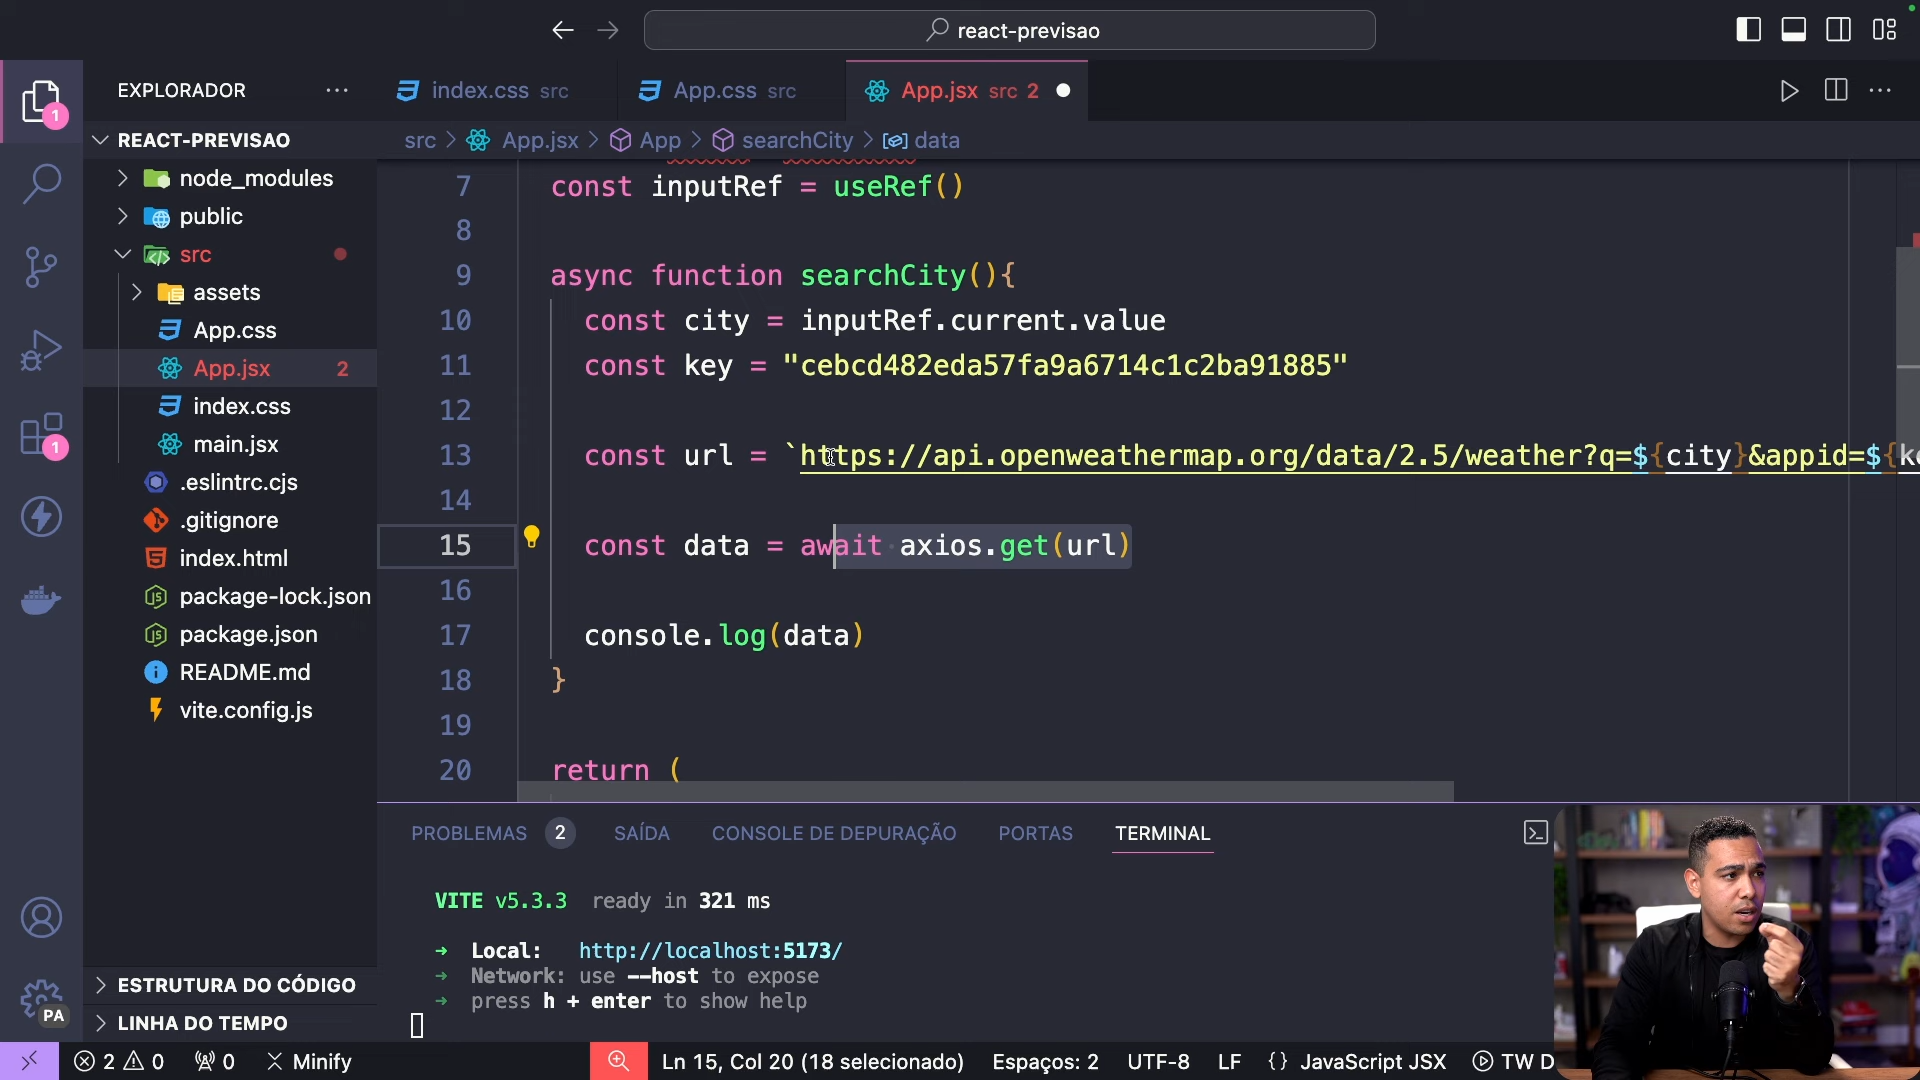 react-previsao
EXPLORADOR
index.css src
App.css src
App.jsx src 2
REACT-PREVISAO
src > App.jsx > App > searchCity > data
node_modules
public
src
assets
App.css
App.jsx 2
index.css
main.jsx
.eslintrc.cjs
.gitignore
index.html
package-lock.json
package.json
README.md
vite.config.js
ESTRUTURA DO CÓDIGO
LINHA DO TEMPO
1
1
PA
7 const inputRef = useRef()
8
9 async function searchCity(){
10 const city = inputRef.current.value
11 const key = "cebcd482eda57fa9a6714c1c2ba91885"
12
13 const url = `https://api.openweathermap.org/data/2.5/weather?q=${city}&appid=${k
14
15 const data = await axios.get(url)
16
17 console.log(data)
18 }
19
20 return (
PROBLEMAS 2 SAÍDA CONSOLE DE DEPURAÇÃO PORTAS TERMINAL
VITE v5.3.3 ready in 321 ms
➜ Local: http://localhost:5173/
➜ Network: use --host to expose
➜ press h + enter to show help
2 0 0 Minify Ln 15, Col 20 (18 selecionado) Espaços: 2 UTF-8 LF {} JavaScript JSX TW D